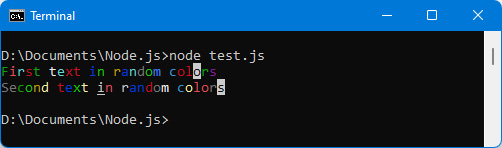 Terminal
D:\Documents\Node.js>node test.js
First text in random colors
Second text in random colors
D:\Documents\Node.js>